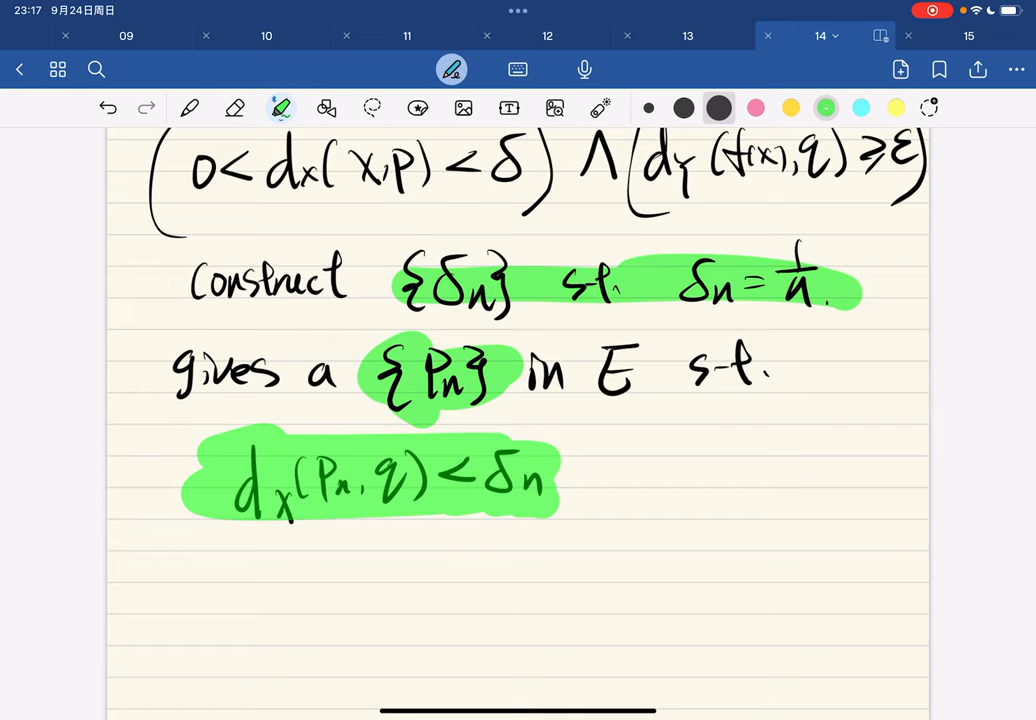 23:17 9月24日周日
09 10 11 12 13 14 15
(0 < dx(x,p) < δ) ∧ (dY(f(x),q) ≥ ε)
construct {δn} s.t. δn = 1/n.
gives a {Pn} in E s.t.
dX(Pn, q) < δn